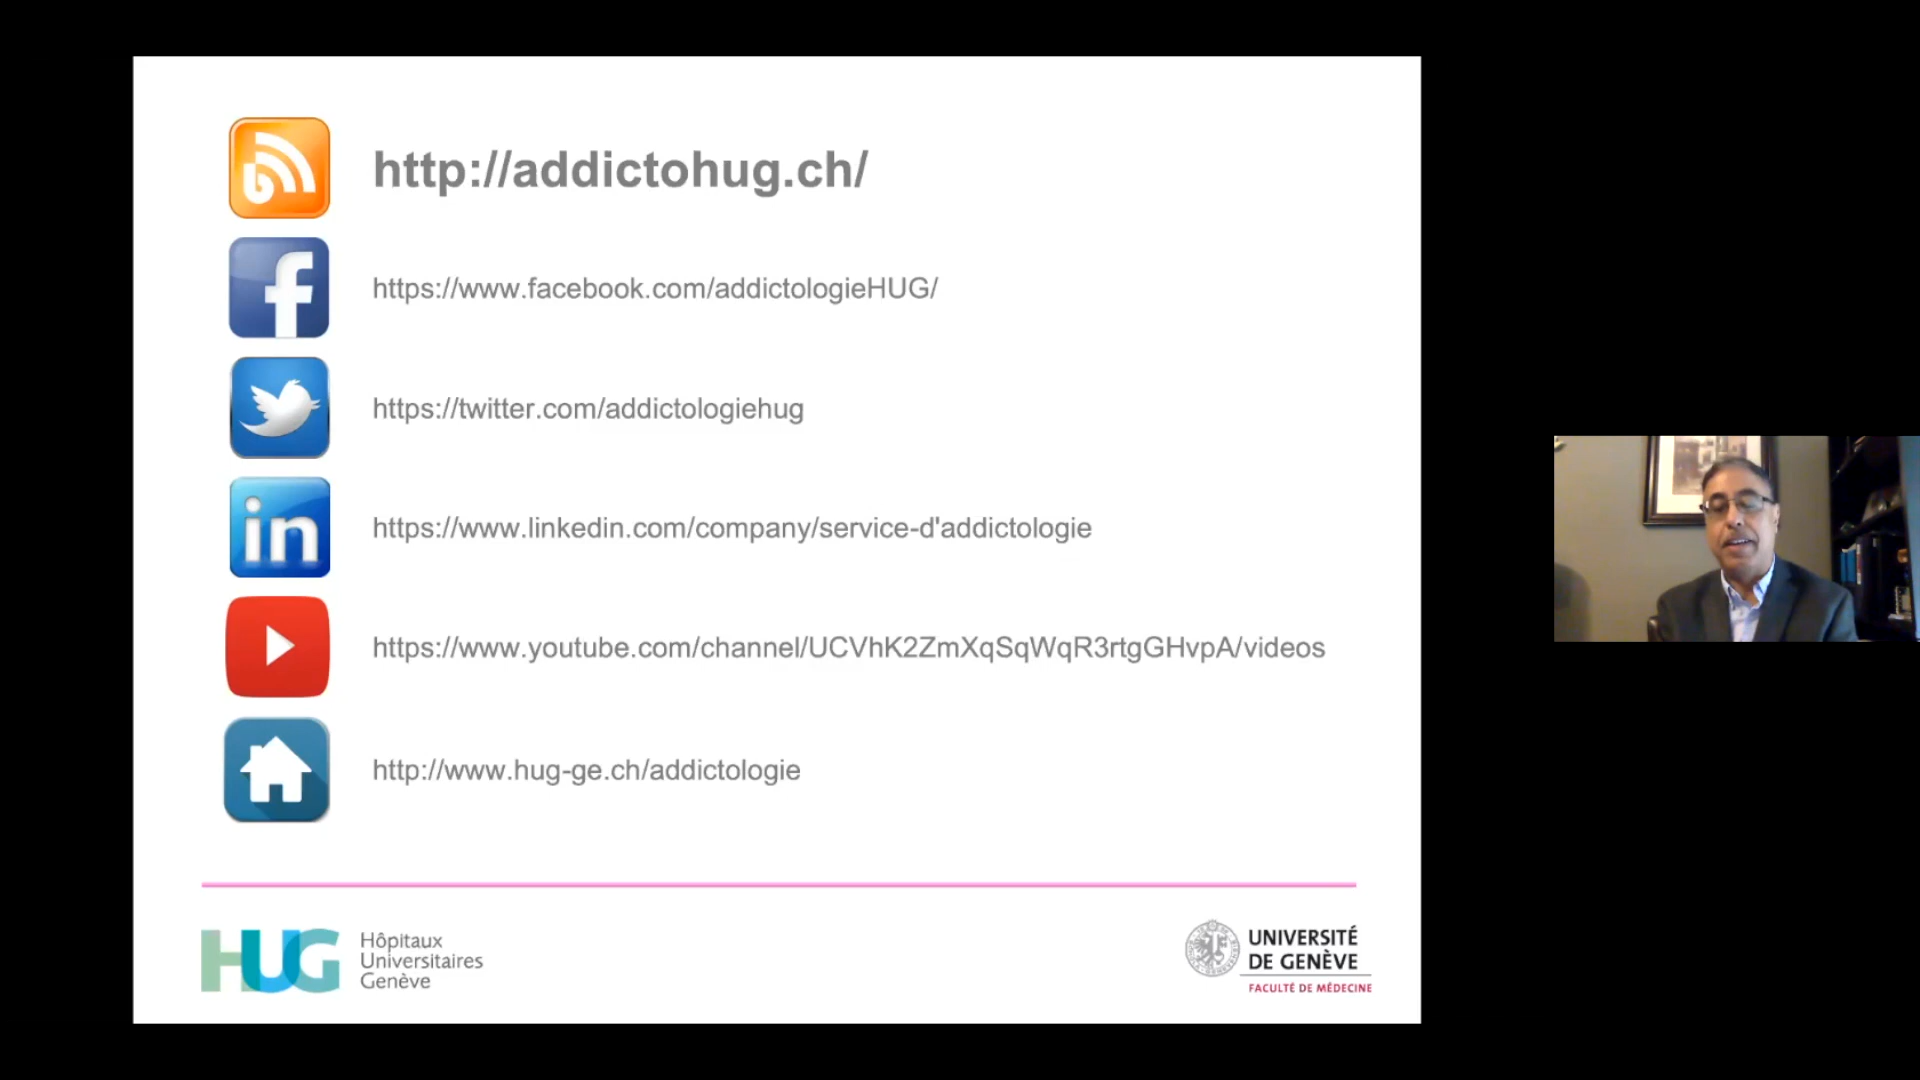 http://addictohug.ch/
https://www.facebook.com/addictologieHUG/
https://twitter.com/addictologiehug
in
https://www.linkedin.com/company/service-d'addictologie
https://www.youtube.com/channel/UCVhK2ZmXqSqWqR3rtgGHvpA/videos
http://www.hug-ge.ch/addictologie
HUG
Hôpitaux
Universitaires
Genève
UNIVERSITÉ
DE GENÈVE
FACULTÉ DE MÉDECINE